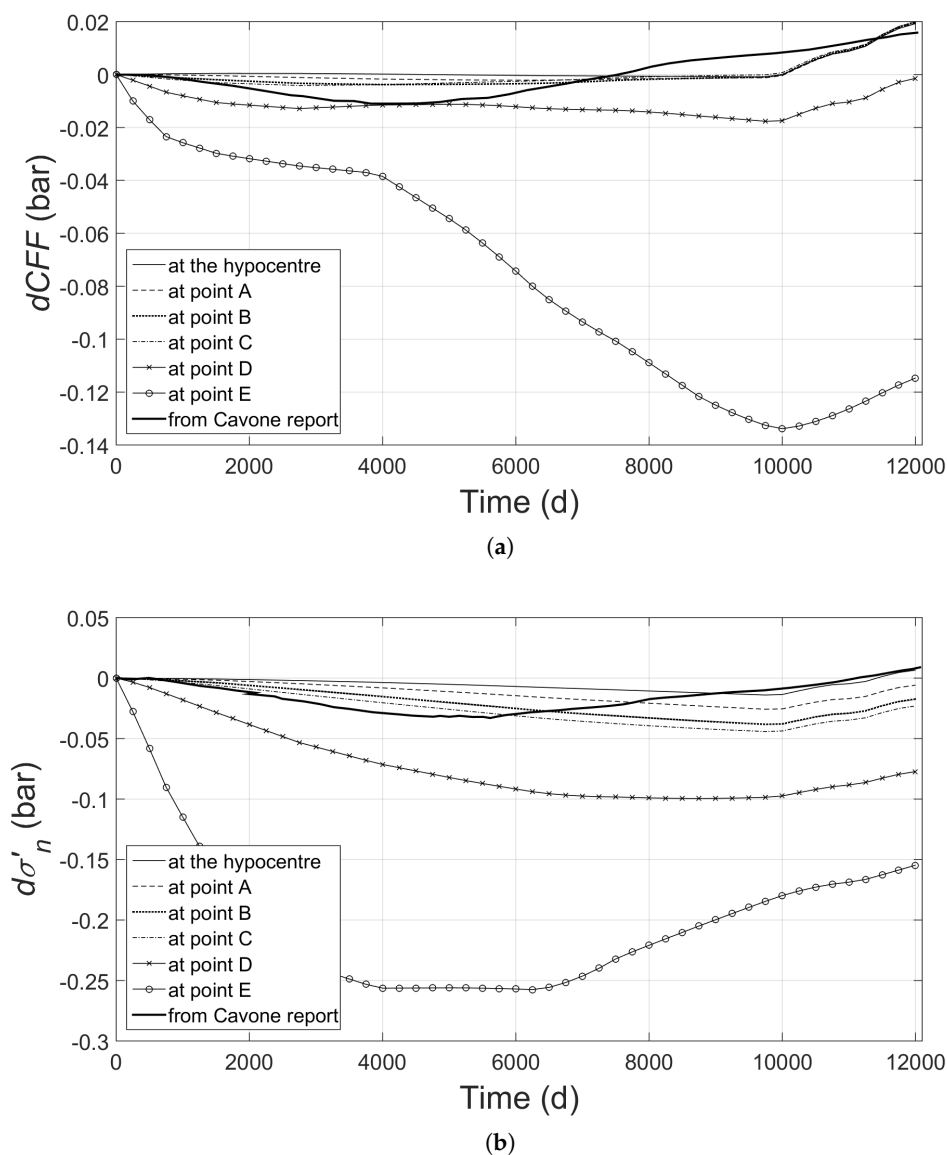 0.02
0
-0.02
-0.04
-0.06
-0.08
-0.1
-0.12
-0.14
dCFF (bar)
at the hypocentre
at point A
at point B
at point C
at point D
at point E
from Cavone report
0 2000 4000 6000 8000 10000 12000
Time (d)
(a)
0.05
0
-0.05
-0.1
-0.15
-0.2
-0.25
-0.3
dσ'n (bar)
at the hypocentre
at point A
at point B
at point C
at point D
at point E
from Cavone report
0 2000 4000 6000 8000 10000 12000
Time (d)
(b)